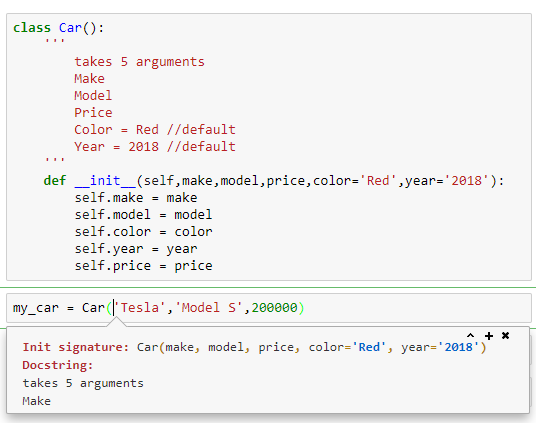 class Car():
    '''
        takes 5 arguments
        Make
        Model
        Price
        Color = Red //default
        Year = 2018 //default
    '''
    def __init__(self,make,model,price,color='Red',year='2018'):
        self.make = make
        self.model = model
        self.color = color
        self.year = year
        self.price = price
my_car = Car('Tesla','Model S',200000)
Init signature: Car(make, model, price, color='Red', year='2018')
Docstring:
takes 5 arguments
Make